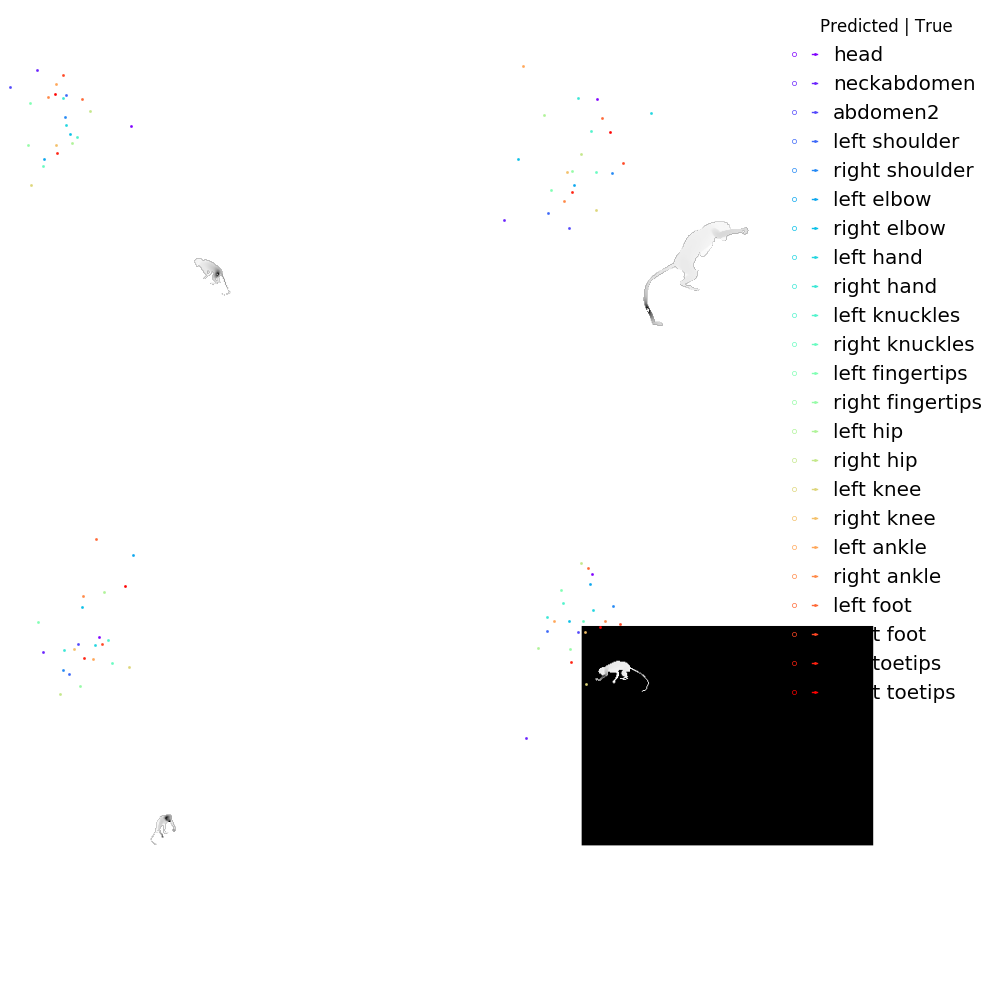 Predicted | True
head
neckabdomen
abdomen2
left shoulder
right shoulder
left elbow
right elbow
left hand
right hand
left knuckles
right knuckles
left fingertips
right fingertips
left hip
right hip
left knee
right knee
left ankle
right ankle
left foot
t foot
toetips
t toetips